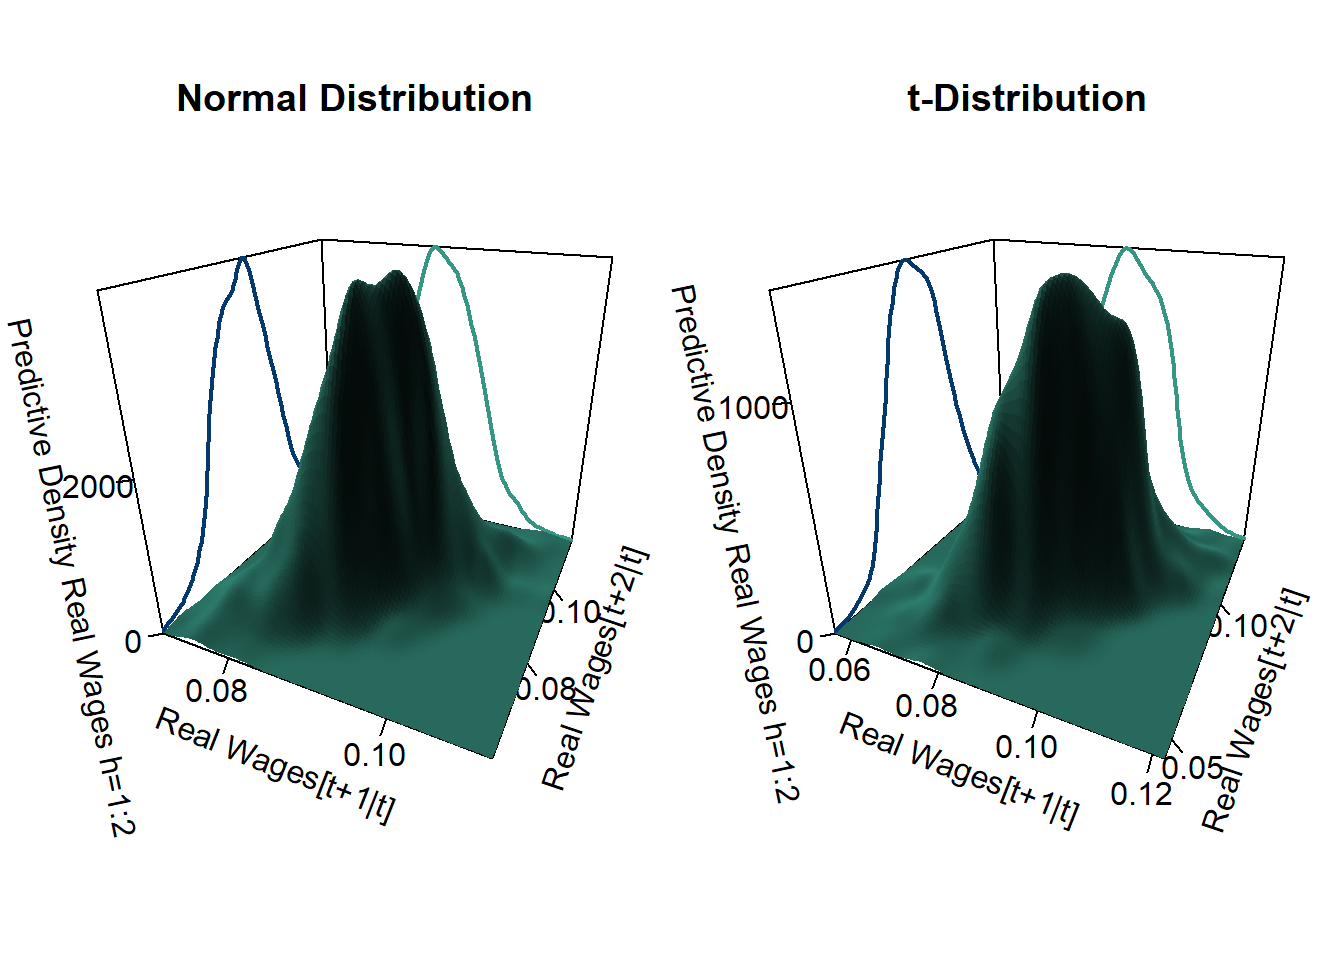 Normal Distribution
Predictive Density Real Wages h=1:2
2000
0
0.08
0.10
Real Wages[t+1|t]
0.08
0.10
Real Wages[t+2|t]
t-Distribution
Predictive Density Real Wages h=1:2
1000
0
0.06
0.08
0.10
0.12
Real Wages[t+1|t]
0.05
0.10
Real Wages[t+2|t]